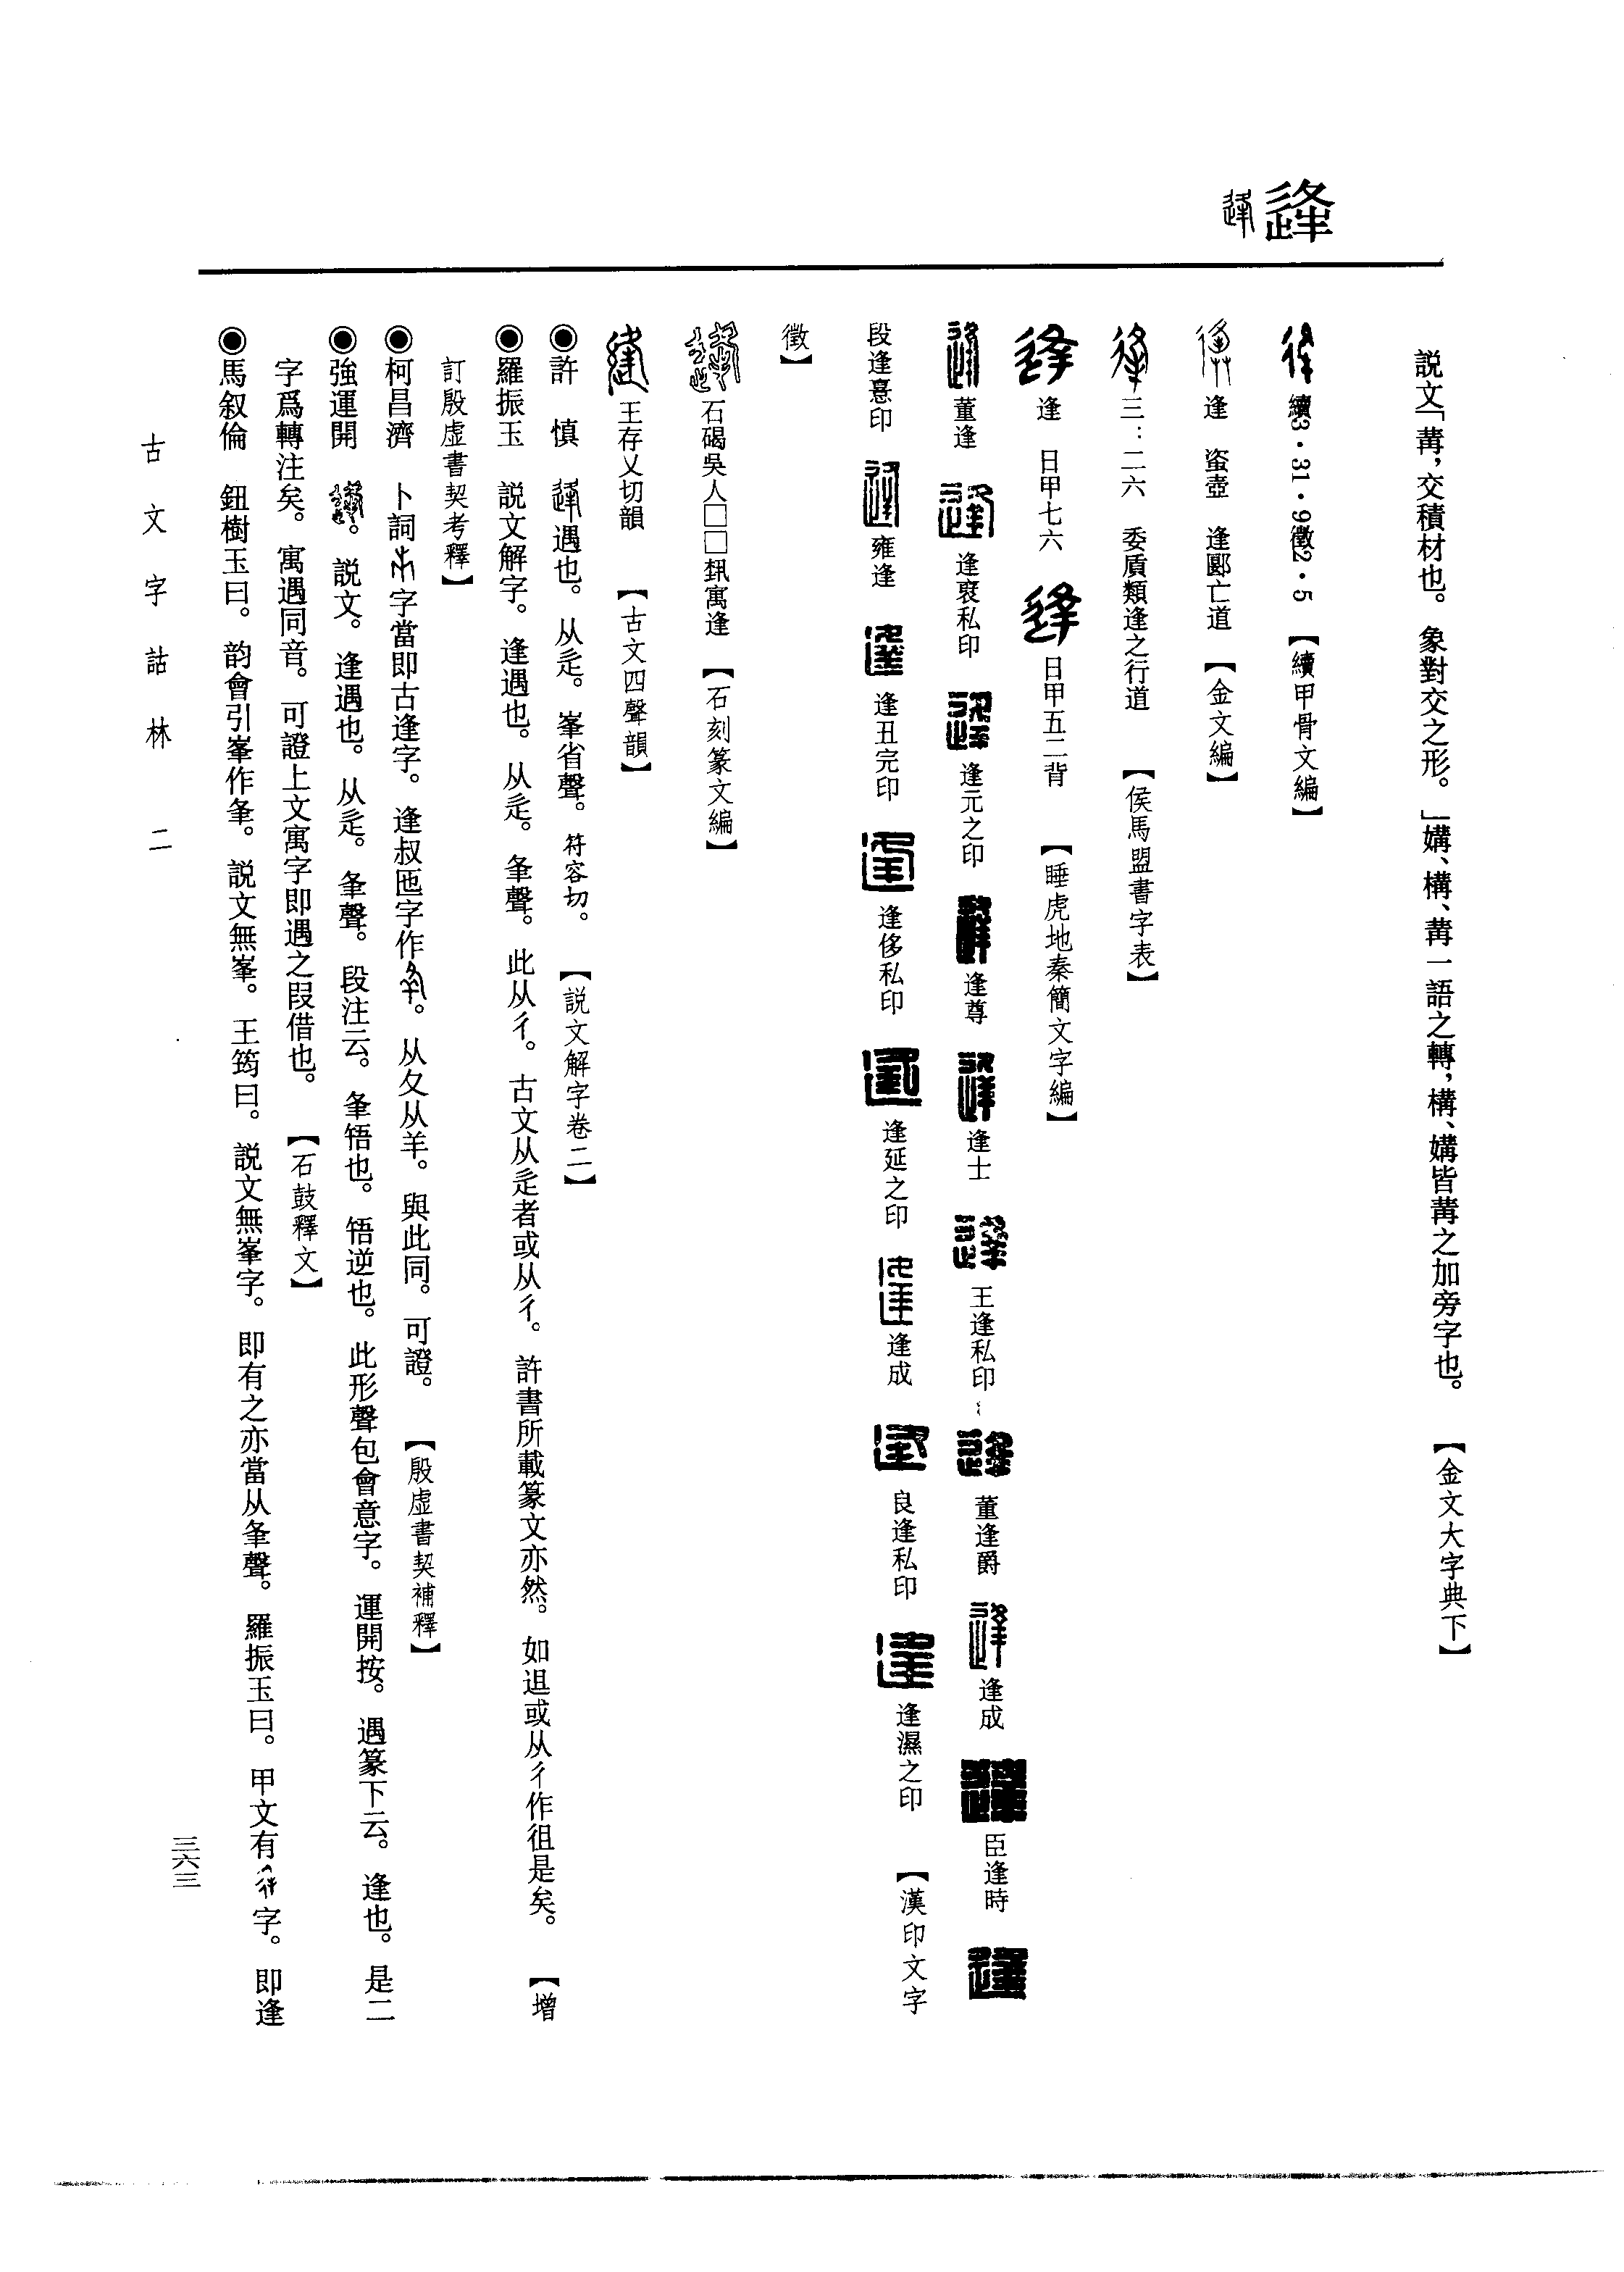 逢
說文「冓，交積材也。象對交之形。」媾、構、冓一語之轉，構、媾皆冓之加旁字也。【金文大字典下】
續3·31·9 徵2·5【續甲骨文編】
逢 䇐壺 逢郾亡道【金文編】
三：二六 委質類逢之行道【侯馬盟書字表】
逢 日甲七六 日甲五二背【睡虎地秦簡文字編】
董逢 逢裒私印 逢元之印 逢尊 逢士 王逢私印 董逢爵 逢成 臣逢時
段逢憙印 雍逢 逢丑完印 逢侈私印 逢延之印 逢成 良逢私印 逢濕之印【漢印文字
徵】
石碣吳人□□ 寓逢【石刻篆文編】
王存乂切韻【古文四聲韻】
◉許 慎 遇也。从辵。峯省聲。符容切。【說文解字卷二】
◉羅振玉 說文解字。逢遇也。从辵。夆聲。此从彳。古文从辵者或从彳。許書所載篆文亦然。如䢐或从彳作徂是矣。【增
訂殷虛書契考釋】
◉柯昌濟 卜詞 字當即古逢字。逢叔匜字作 。从夂从羊。與此同。可證。【殷虛書契補釋】
◉強運開 。說文。逢遇也。从辵。夆聲。段注云。夆啎也。啎逆也。此形聲包會意字。運開按。遇篆下云。逢也。是二
字爲轉注矣。寓遇同音。可證上文寓字即遇之叚借也。【石鼓釋文】
◉馬叙倫 鈕樹玉曰。韵會引峯作夆。說文無峯。王筠曰。說文無峯字。即有之亦當从夆聲。羅振玉曰。甲文有 字。即逢
古文字詁林 二
三六三